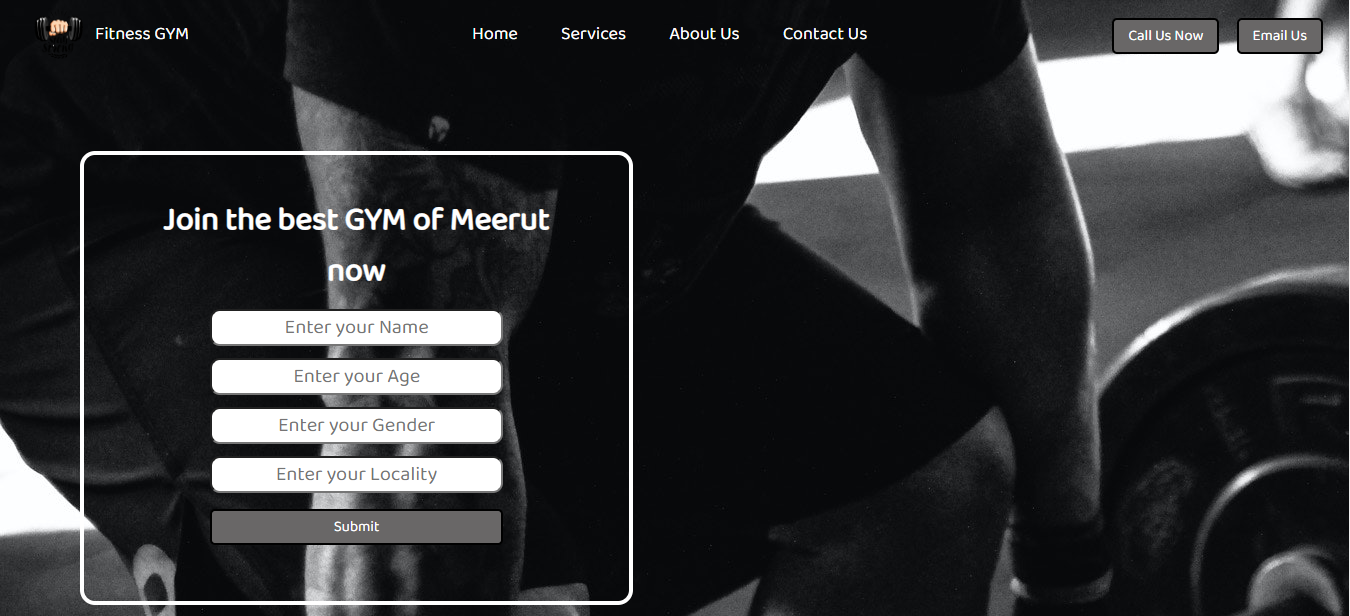 Fitness GYM
Home
Services
About Us
Contact Us
Call Us Now
Email Us
Join the best GYM of Meerut
now
Enter your Name
Enter your Age
Enter your Gender
Enter your Locality
Submit